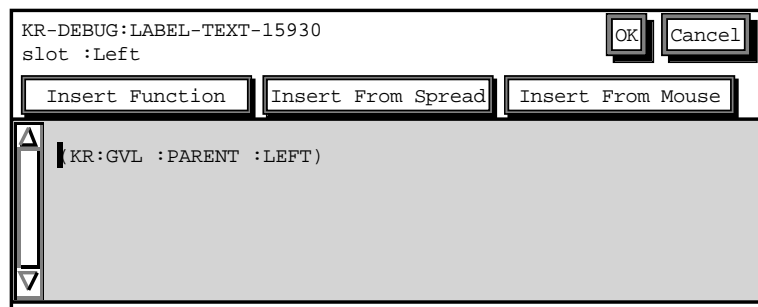 KR-DEBUG:LABEL-TEXT-15930
slot :Left
OK Cancel
Insert Function Insert From Spread Insert From Mouse
(KR:GVL :PARENT :LEFT)